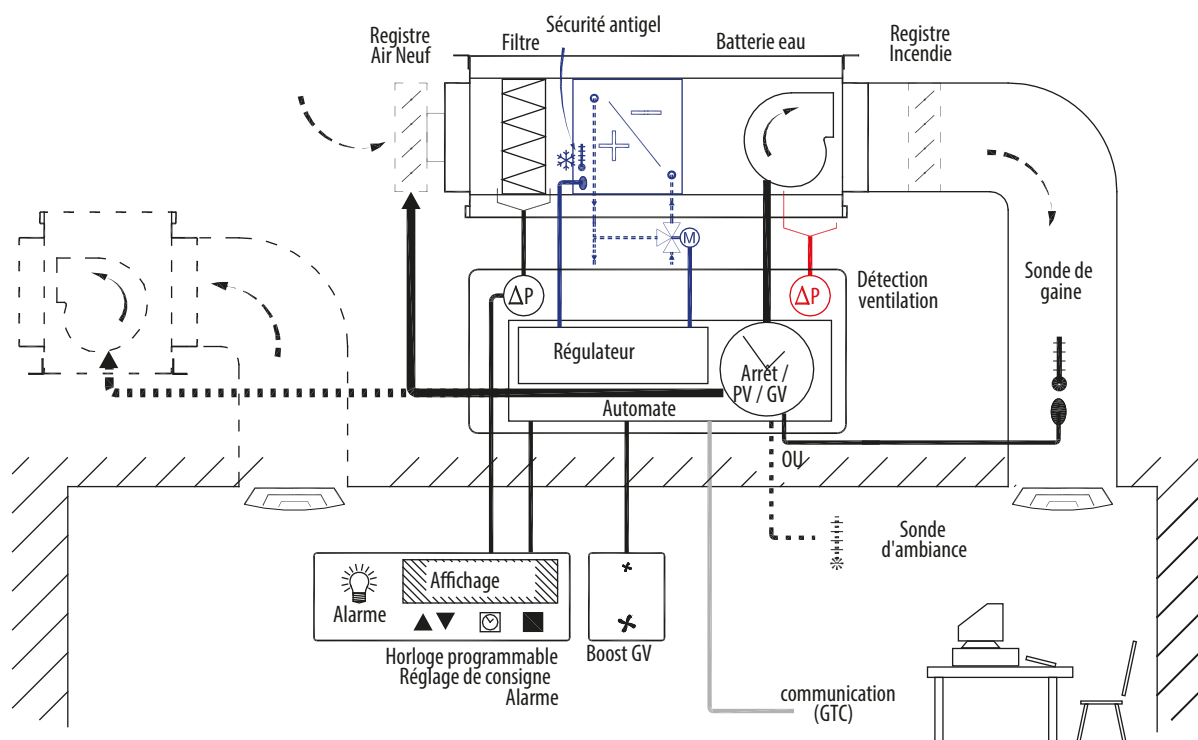 Sécurité antigel
Registre
Air Neuf
Filtre
Batterie eau
Registre
Incendie
M
ΔP
ΔP
Détection
ventilation
Sonde de
gaine
Régulateur
Arrêt /
PV / GV
Automate
OU
Sonde
d'ambiance
Affichage
Alarme
Horloge programmable
Réglage de consigne
Alarme
Boost GV
communication
(GTC)